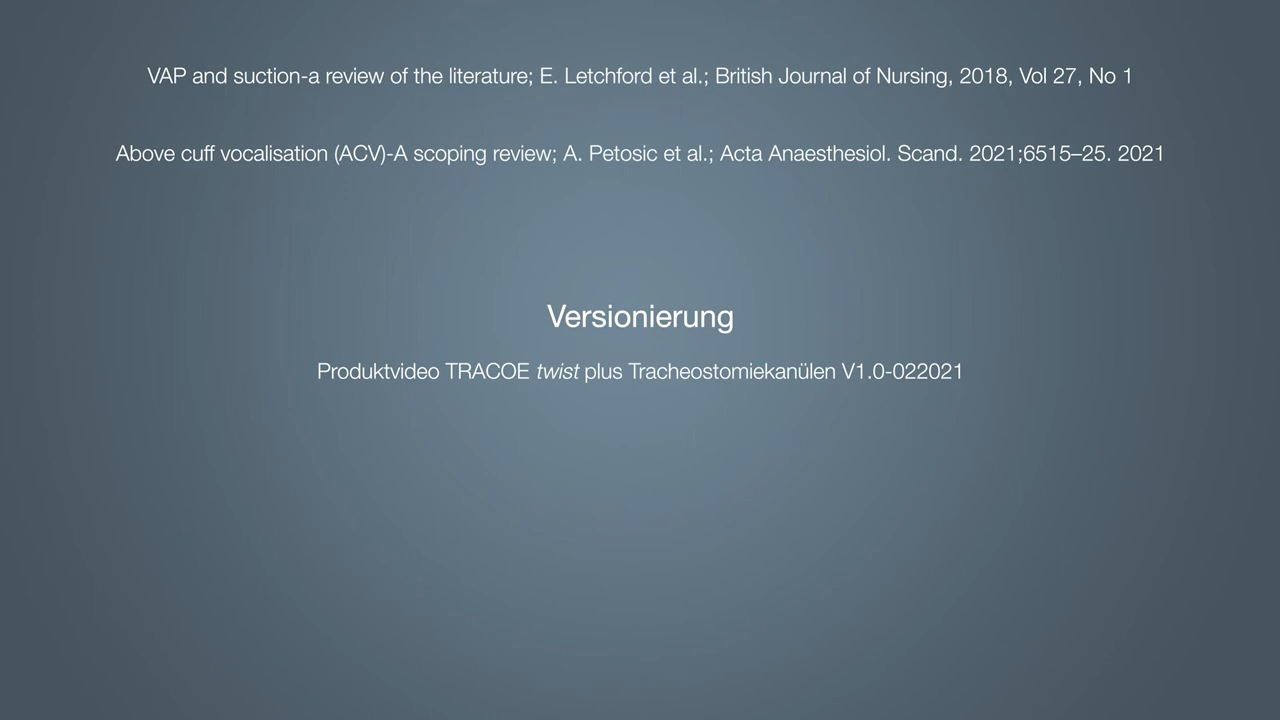 VAP and suction-a review of the literature; E. Letchford et al.; British Journal of Nursing, 2018, Vol 27, No 1
Above cuff vocalisation (ACV)-A scoping review; A. Petosic et al.; Acta Anaesthesiol. Scand. 2021;6515–25. 2021
Versionierung
Produktvideo TRACOE twist plus Tracheostomiekanülen V1.0-022021